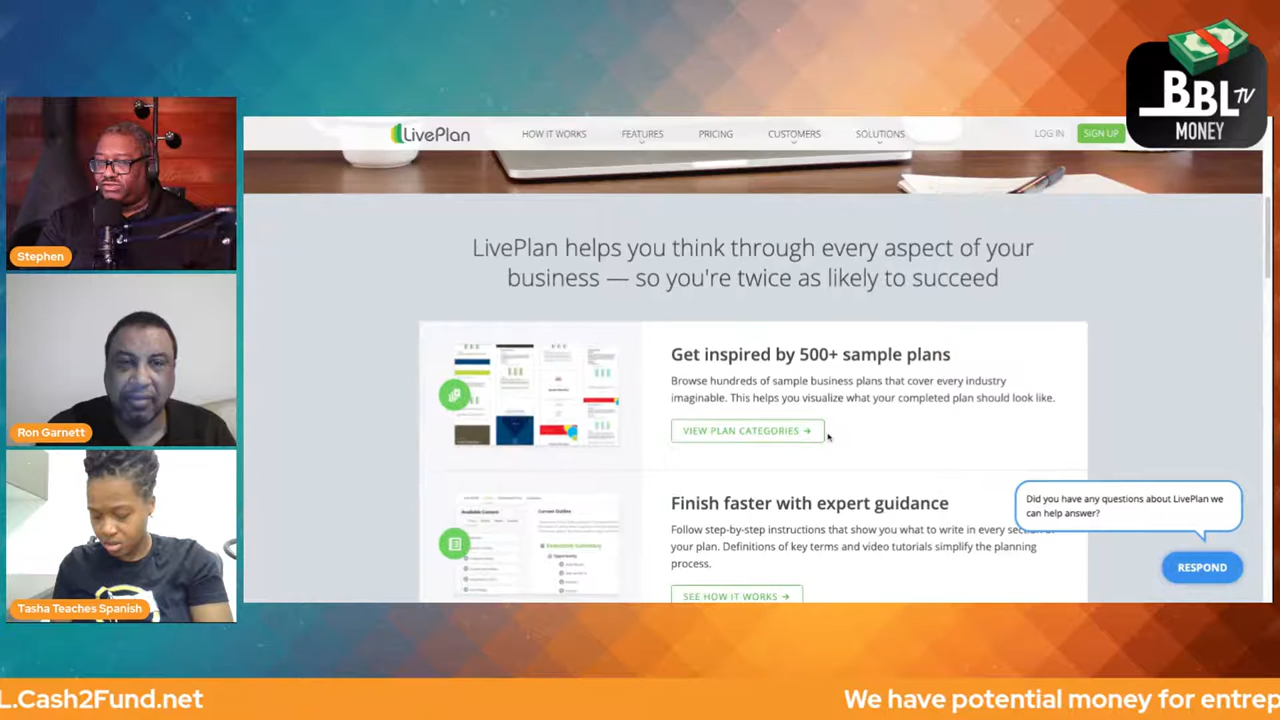 BBL TV
MONEY
LivePlan
HOW IT WORKS
FEATURES
PRICING
CUSTOMERS
SOLUTIONS
LOG IN
SIGN UP
Stephen
Ron Garnett
Tasha Teaches Spanish
LivePlan helps you think through every aspect of your
business — so you're twice as likely to succeed
Get inspired by 500+ sample plans
Browse hundreds of sample business plans that cover every industry
imaginable. This helps you visualize what your completed plan should look like.
VIEW PLAN CATEGORIES →
Finish faster with expert guidance
Follow step-by-step instructions that show you what to write in every sec
your plan. Definitions of key terms and video tutorials simplify the planning
process.
SEE HOW IT WORKS →
Did you have any questions about LivePlan we
can help answer?
RESPOND
L.Cash2Fund.net
We have potential money for entrep